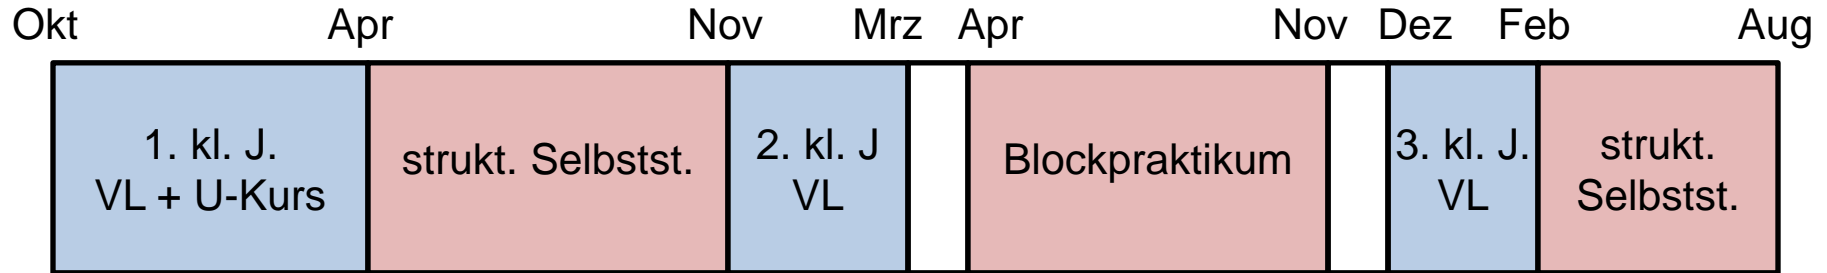 Okt Apr Nov Mrz Apr Nov Dez Feb Aug
1. kl. J.
VL + U-Kurs
strukt. Selbstst.
2. kl. J
VL
Blockpraktikum
3. kl. J.
VL
strukt.
Selbstst.